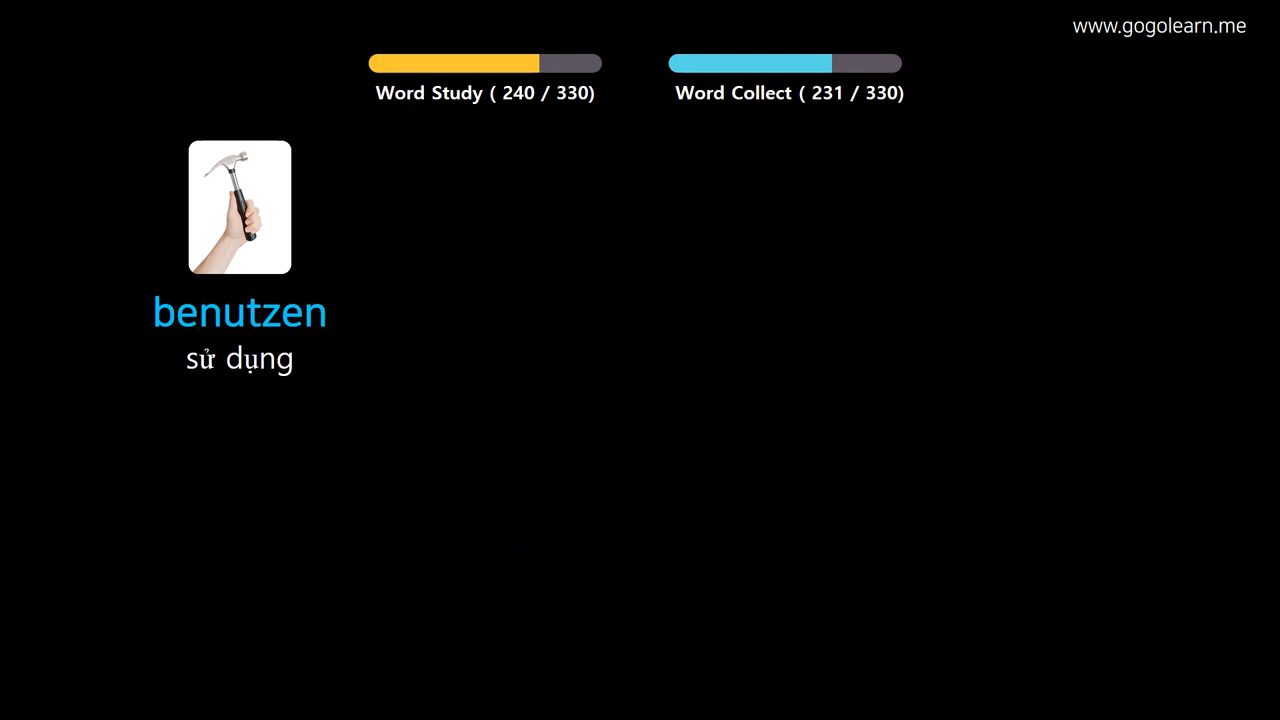 www.gogolearn.me
Word Study ( 240 / 330)
Word Collect ( 231 / 330)
benutzen
sử dụng